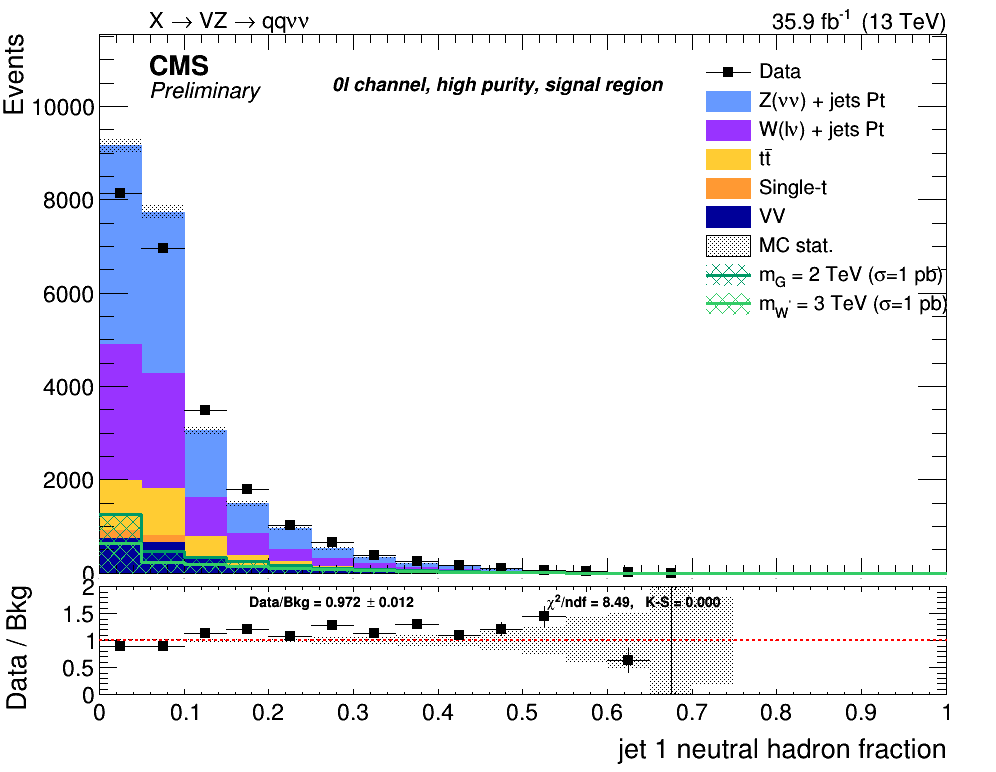 X → VZ → qqνν
35.9 fb⁻¹ (13 TeV)
Events
CMS
Preliminary
0l channel, high purity, signal region
Data
Z(νν) + jets Pt
W(lν) + jets Pt
tt̄
Single-t
VV
MC stat.
m_G = 2 TeV (σ=1 pb)
m_W' = 3 TeV (σ=1 pb)
10000
8000
6000
4000
2000
0
Data / Bkg
Data/Bkg = 0.972 ± 0.012
χ²/ndf = 8.49, K-S = 0.000
2
1.5
1
0.5
0
0 0.1 0.2 0.3 0.4 0.5 0.6 0.7 0.8 0.9 1
jet 1 neutral hadron fraction